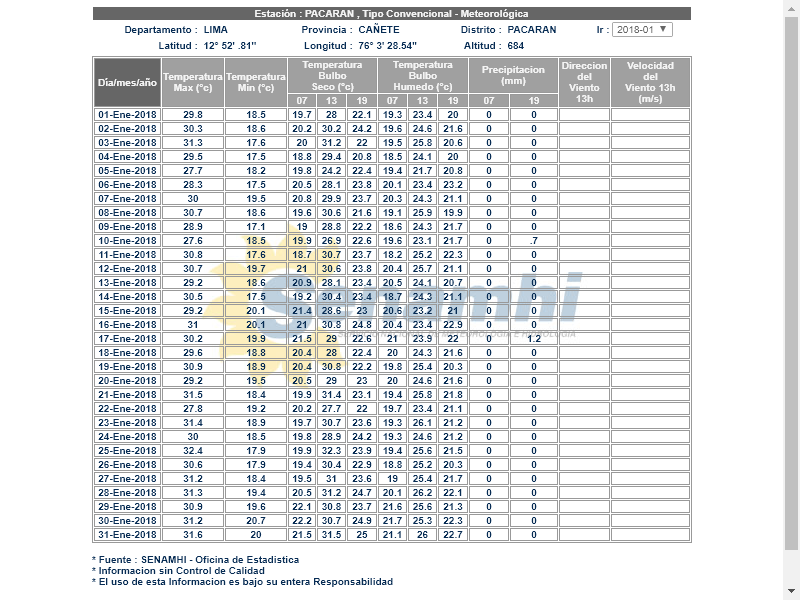 Estación : PACARAN , Tipo Convencional - Meteorológica
Departamento : LIMA Provincia : CAÑETE Distrito : PACARAN Ir : 2018-01
Latitud : 12° 52' .81" Longitud : 76° 3' 28.54" Altitud : 684
Día/mes/año Temperatura Max (°c) Temperatura Min (°c) Temperatura Bulbo Seco (°c) Temperatura Bulbo Humedo (°c) Precipitacion (mm) Direccion del Viento 13h Velocidad del Viento 13h (m/s)
07 13 19 07 13 19 07 19
01-Ene-2018 29.8 18.5 19.7 28 22.1 19.3 23.4 20 0 0
02-Ene-2018 30.3 18.6 20.2 30.2 24.2 19.6 24.6 21.6 0 0
03-Ene-2018 31.3 17.6 20 31.2 22 19.5 25.8 20.6 0 0
04-Ene-2018 29.5 17.5 18.8 29.4 20.8 18.5 24.1 20 0 0
05-Ene-2018 27.7 18.2 19.8 24.2 22.4 19.4 21.7 20.8 0 0
06-Ene-2018 28.3 17.5 20.5 28.1 23.8 20.1 23.4 23.2 0 0
07-Ene-2018 30 19.5 20.8 29.9 23.7 20.3 24.3 21.1 0 0
08-Ene-2018 30.7 18.6 19.6 30.6 21.6 19.1 25.9 19.9 0 0
09-Ene-2018 28.9 17.1 19 28.8 22.2 18.6 24.3 21.7 0 0
10-Ene-2018 27.6 18.5 19.9 26.9 22.6 19.6 23.1 21.7 0 .7
11-Ene-2018 30.8 17.6 18.7 30.7 23.7 18.2 25.2 22.3 0 0
12-Ene-2018 30.7 19.7 21 30.6 23.8 20.4 25.7 21.1 0 0
13-Ene-2018 29.2 18.6 20.9 28.1 23.4 20.5 24.1 20.7 0 0
14-Ene-2018 30.5 17.5 19.2 30.4 23.4 18.7 24.3 21.1 0 0
15-Ene-2018 29.2 20.1 21.4 28.6 23 20.6 23.2 21 0 0
16-Ene-2018 31 20.1 21 30.8 24.8 20.4 23.4 22.9 0 0
17-Ene-2018 30.2 19.9 21.5 29 22.6 21 23.9 22 0 1.2
18-Ene-2018 29.6 18.8 20.4 28 22.4 20 24.3 21.6 0 0
19-Ene-2018 30.9 18.9 20.4 30.8 22.2 19.8 25.4 20.3 0 0
20-Ene-2018 29.2 19.5 20.5 29 23 20 24.6 21.6 0 0
21-Ene-2018 31.5 18.4 19.9 31.4 23.1 19.4 25.8 21.8 0 0
22-Ene-2018 27.8 19.2 20.2 27.7 22 19.7 23.4 21.1 0 0
23-Ene-2018 31.4 18.9 19.7 30.7 23.6 19.3 26.1 21.2 0 0
24-Ene-2018 30 18.5 19.8 28.9 24.2 19.3 24.6 21.2 0 0
25-Ene-2018 32.4 17.9 19.9 32.3 23.9 19.4 25.6 21.5 0 0
26-Ene-2018 30.6 17.9 19.4 30.4 22.9 18.8 25.2 20.3 0 0
27-Ene-2018 31.2 18.4 19.5 31 23.6 19 25.4 21.7 0 0
28-Ene-2018 31.3 19.4 20.5 31.2 24.7 20.1 26.2 22.1 0 0
29-Ene-2018 30.9 19.6 22.1 30.8 23.7 21.6 25.6 21.3 0 0
30-Ene-2018 31.2 20.7 22.2 30.7 24.9 21.7 25.3 22.3 0 0
31-Ene-2018 31.6 20 21.5 31.5 25 21.1 26 22.7 0 0
Senamhi
* Fuente : SENAMHI - Oficina de Estadistica
* Informacion sin Control de Calidad
* El uso de esta Informacion es bajo su entera Responsabilidad